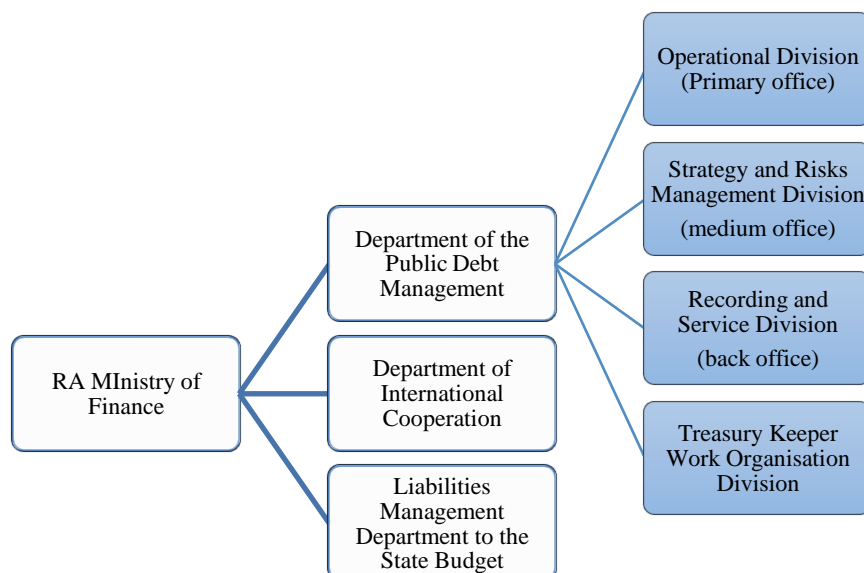 RA MInistry of
Finance
Department of the
Public Debt
Management
Department of
International
Cooperation
Liabilities
Management
Department to the
State Budget
Operational Division
(Primary office)
Strategy and Risks
Management Division
(medium office)
Recording and
Service Division
(back office)
Treasury Keeper
Work Organisation
Division